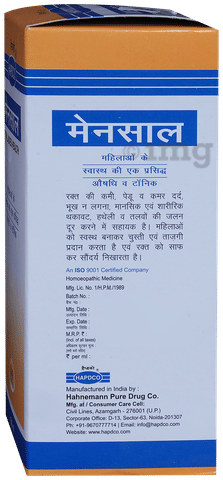 मेनसाल
महिलाओं के
स्वास्थ की एक प्रसिद्ध
औषधि व टॉनिक
रक्त की कमी, पेडू व कमर दर्द,
भूख न लगना, मानसिक एवं शारीरिक
थकावट, हथेली व तलवों की जलन
दूर करने में सहायक है। महिलाओं
को स्वस्थ बनाकर चुस्ती एवं ताजगी
प्रदान करता है एवं रक्त को साफ
कर सौंदर्य निखारता है।
An ISO 9001 Certified Company
Homoeopathic Medicine
Mfg. Lic. No. 1/H.P.M./1989
Batch No. :
Mfg. Date :
Exp. Date :
M.R.P. ₹ :
₹ per ml :
हैपको
HAPDCO
Manufactured in India by :
Hahnemann Pure Drug Co.
Mfg. at / Consumer Care Cell:
Civil Lines, Azamgarh - 276001 (U.P.)
Corporate Office: D-13, Sector-63, Noida-201307
Ph: +91-9670777714 | Email: info@hapdco.com
Website: www.hapdco.com